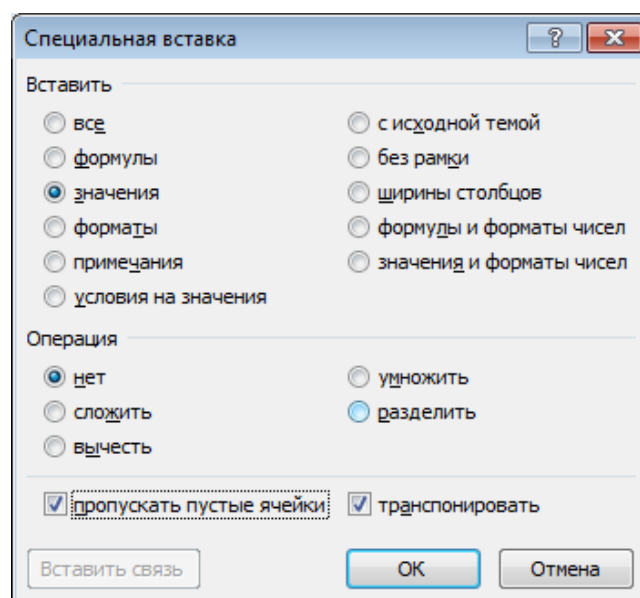 Специальная вставка
Вставить
все
с исходной темой
формулы
без рамки
значения
ширины столбцов
форматы
формулы и форматы чисел
примечания
значения и форматы чисел
условия на значения
Операция
нет
умножить
сложить
разделить
вычесть
пропускать пустые ячейки
транспонировать
Вставить связь
ОК
Отмена